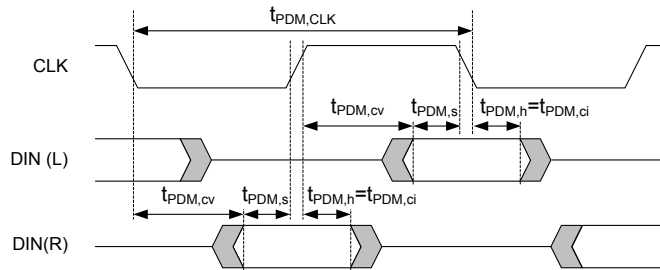 tPDM,CLK
CLK
tPDM,cv
tPDM,s
tPDM,h=tPDM,ci
DIN (L)
tPDM,cv
tPDM,s
tPDM,h=tPDM,ci
DIN(R)